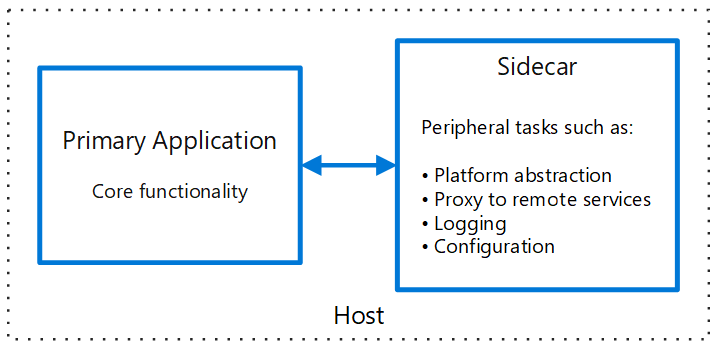 Primary Application
Core functionality
Sidecar
Peripheral tasks such as:
• Platform abstraction
• Proxy to remote services
• Logging
• Configuration
Host